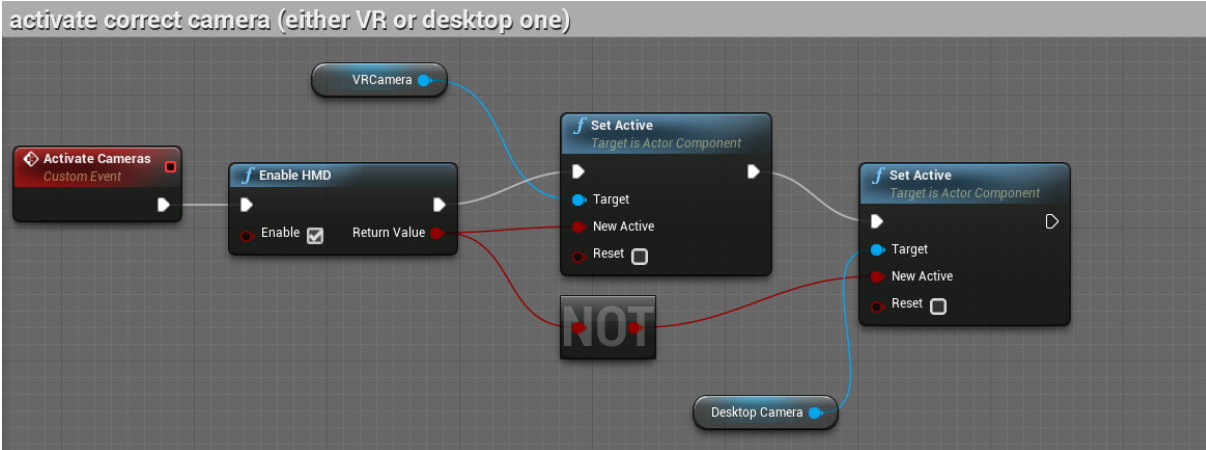 activate correct camera (either VR or desktop one)
VRCamera
Activate Cameras
Custom Event
f Enable HMD
Enable
Return Value
f Set Active
Target is Actor Component
Target
New Active
Reset
NOT
f Set Active
Target is Actor Component
Target
New Active
Reset
Desktop Camera